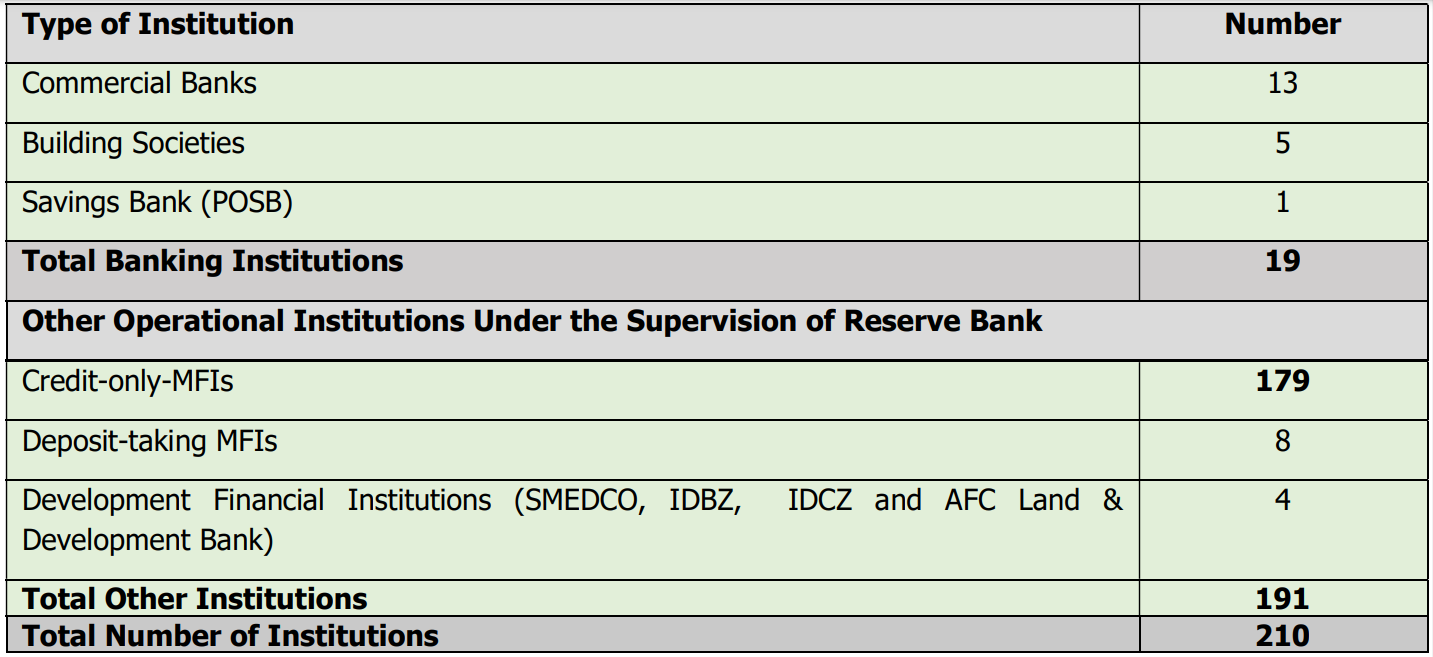 Type of Institution Number
Commercial Banks 13
Building Societies 5
Savings Bank (POSB) 1
Total Banking Institutions 19
Other Operational Institutions Under the Supervision of Reserve Bank
Credit-only-MFIs 179
Deposit-taking MFIs 8
Development Financial Institutions (SMEDCO, IDBZ, IDCZ and AFC Land & 4
Development Bank)
Total Other Institutions 191
Total Number of Institutions 210